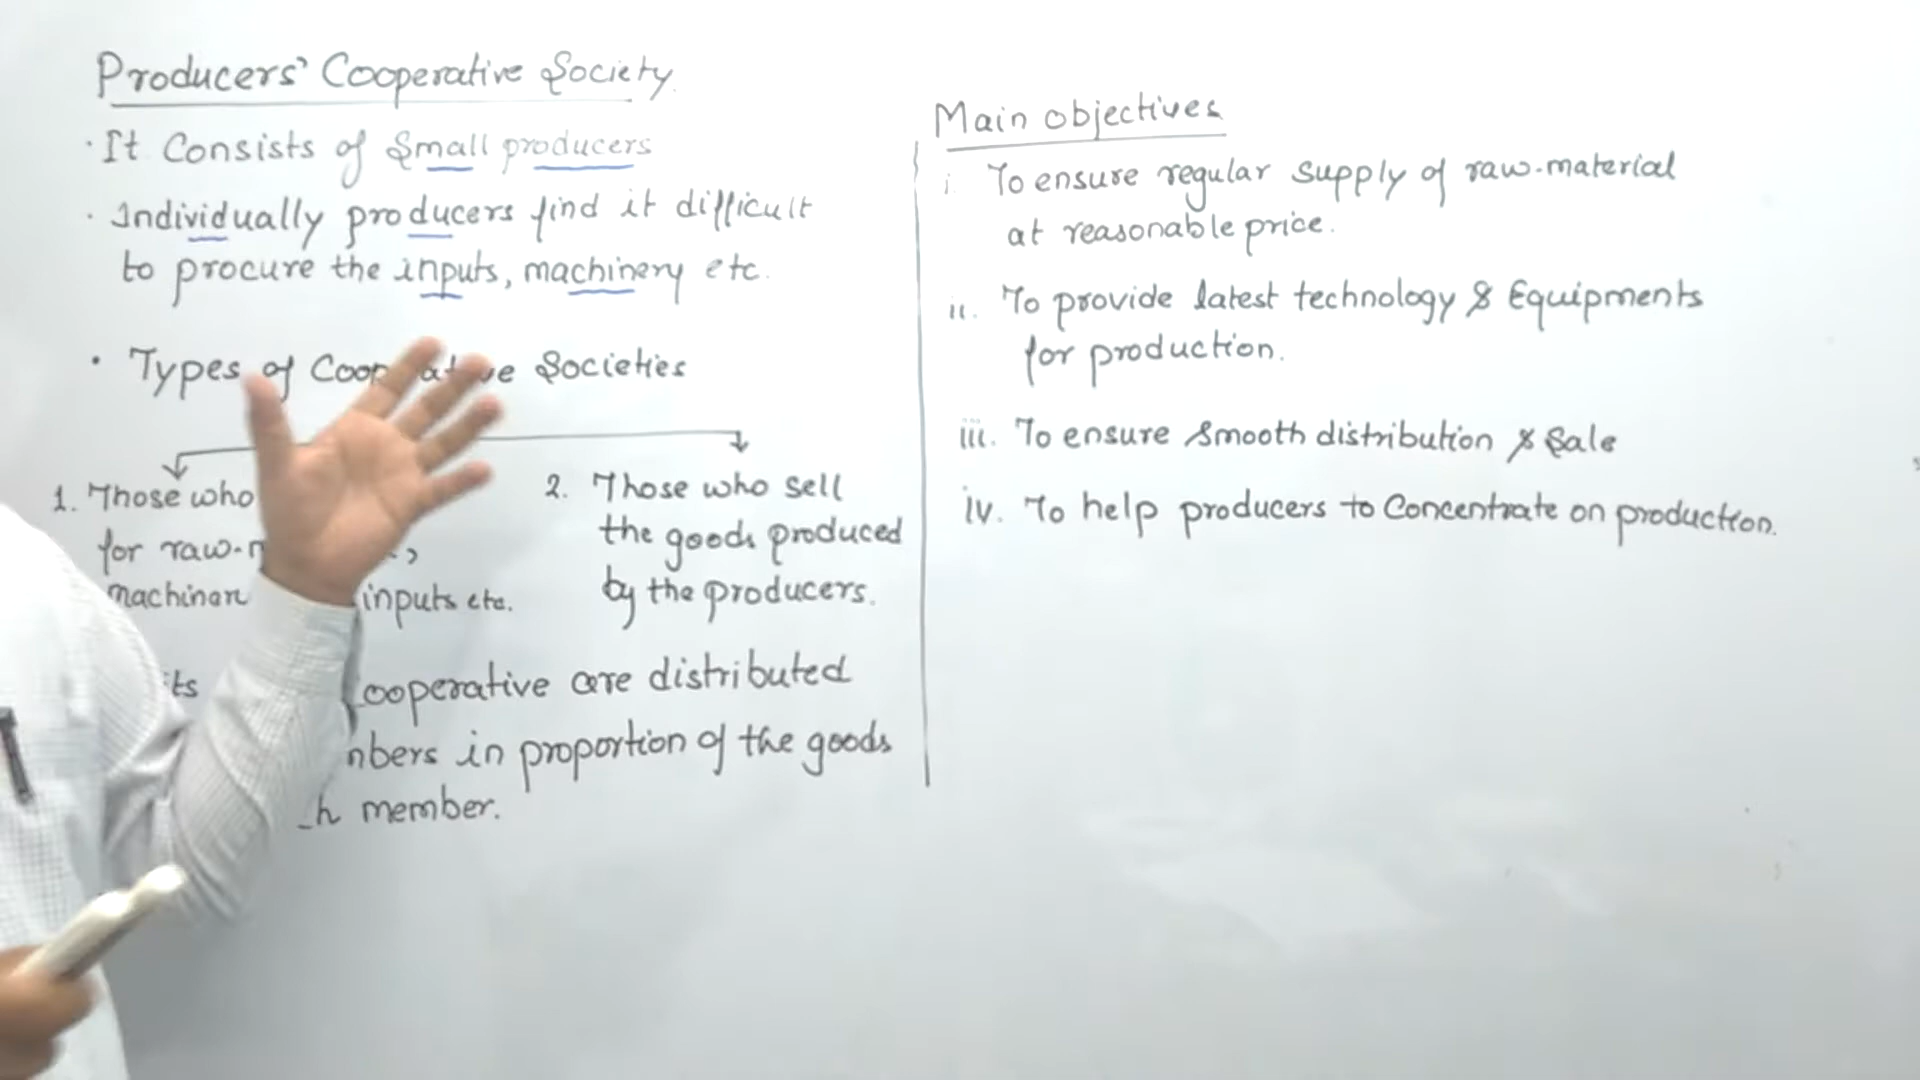 Producers' Cooperative Society
· It Consists of Small producers
· Individually producers find it difficult
to procure the inputs, machinery etc.
· Types of Societies
1. Those who
for raw-
inputs etc.
2. Those who sell
the goods produced
by the producers.
are distributed
in proportion of the goods
member.
Main objectives
i. To ensure regular supply of raw-material
at reasonable price.
ii. To provide latest technology & Equipments
for production.
iii. To ensure smooth distribution & Sale
iv. To help producers to Concentrate on production.